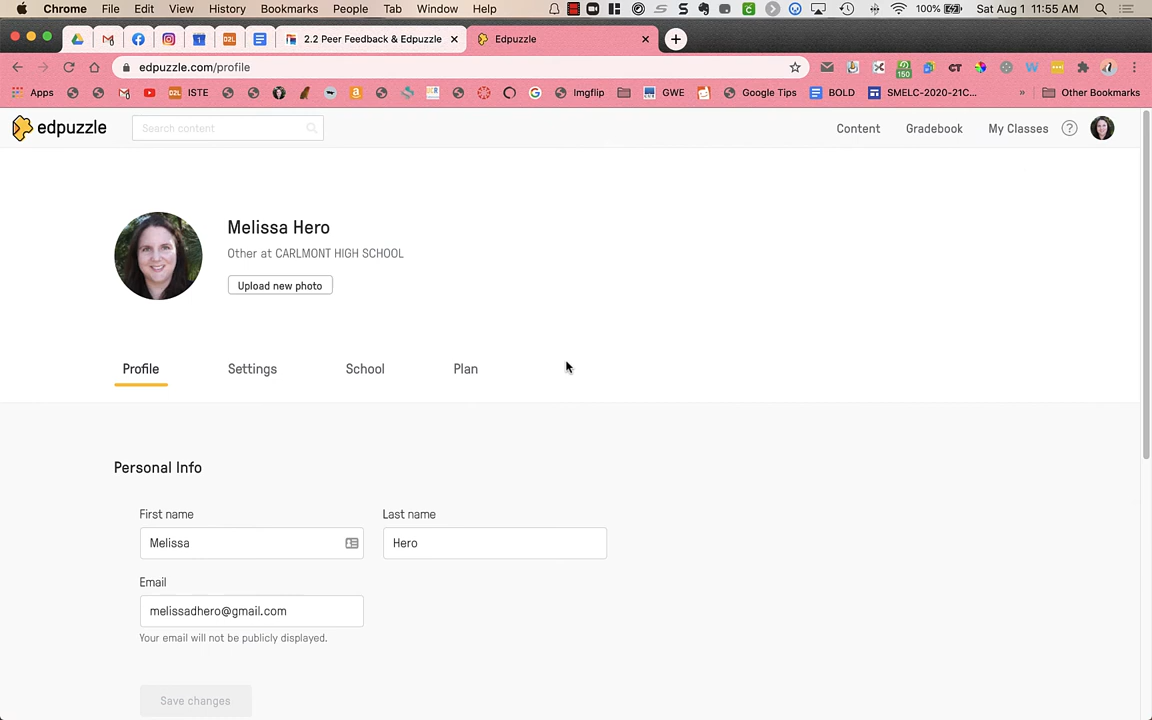 Chrome File Edit View History Bookmarks People Tab Window Help 100% Sat Aug 1 11:55 AM
2.2 Peer Feedback & Edpuzzle Edpuzzle
edpuzzle.com/profile
Apps ISTE Imgflip GWE Google Tips BOLD SMELC-2020-21C... » Other Bookmarks
edpuzzle Search content Content Gradebook My Classes ?
Melissa Hero
Other at CARLMONT HIGH SCHOOL
Upload new photo
Profile Settings School Plan
Personal Info
First name Last name
Melissa Hero
Email
melissadhero@gmail.com
Your email will not be publicly displayed.
Save changes